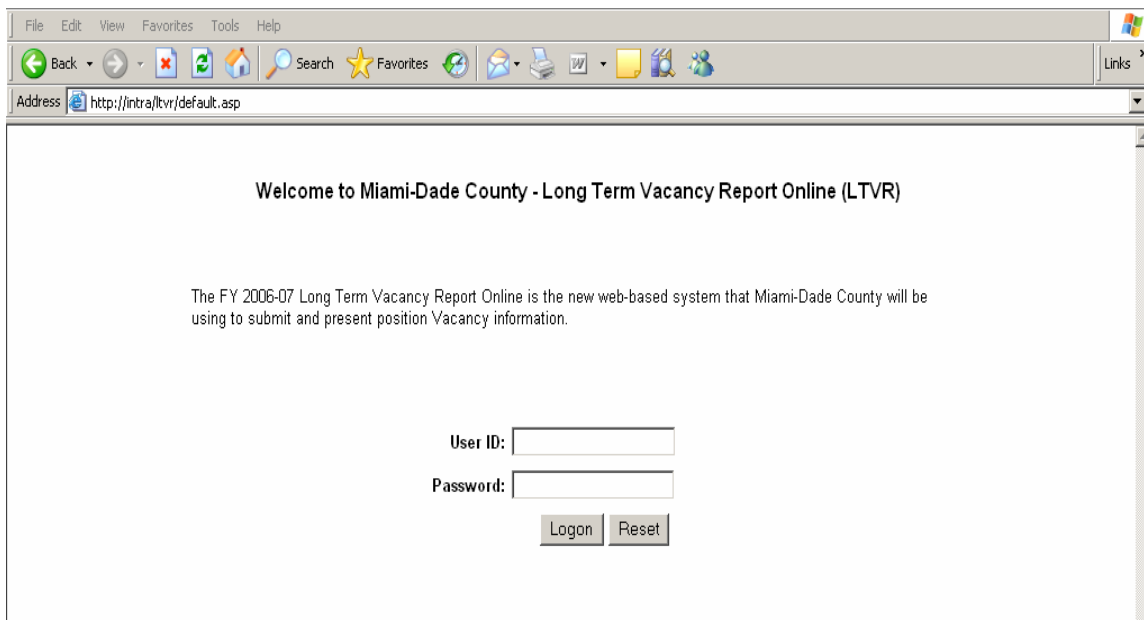 File Edit View Favorites Tools Help
Back Search Favorites Links
Address http://intra/ltvr/default.asp
Welcome to Miami-Dade County - Long Term Vacancy Report Online (LTVR)
The FY 2006-07 Long Term Vacancy Report Online is the new web-based system that Miami-Dade County will be
using to submit and present position Vacancy information.
User ID:
Password:
Logon Reset